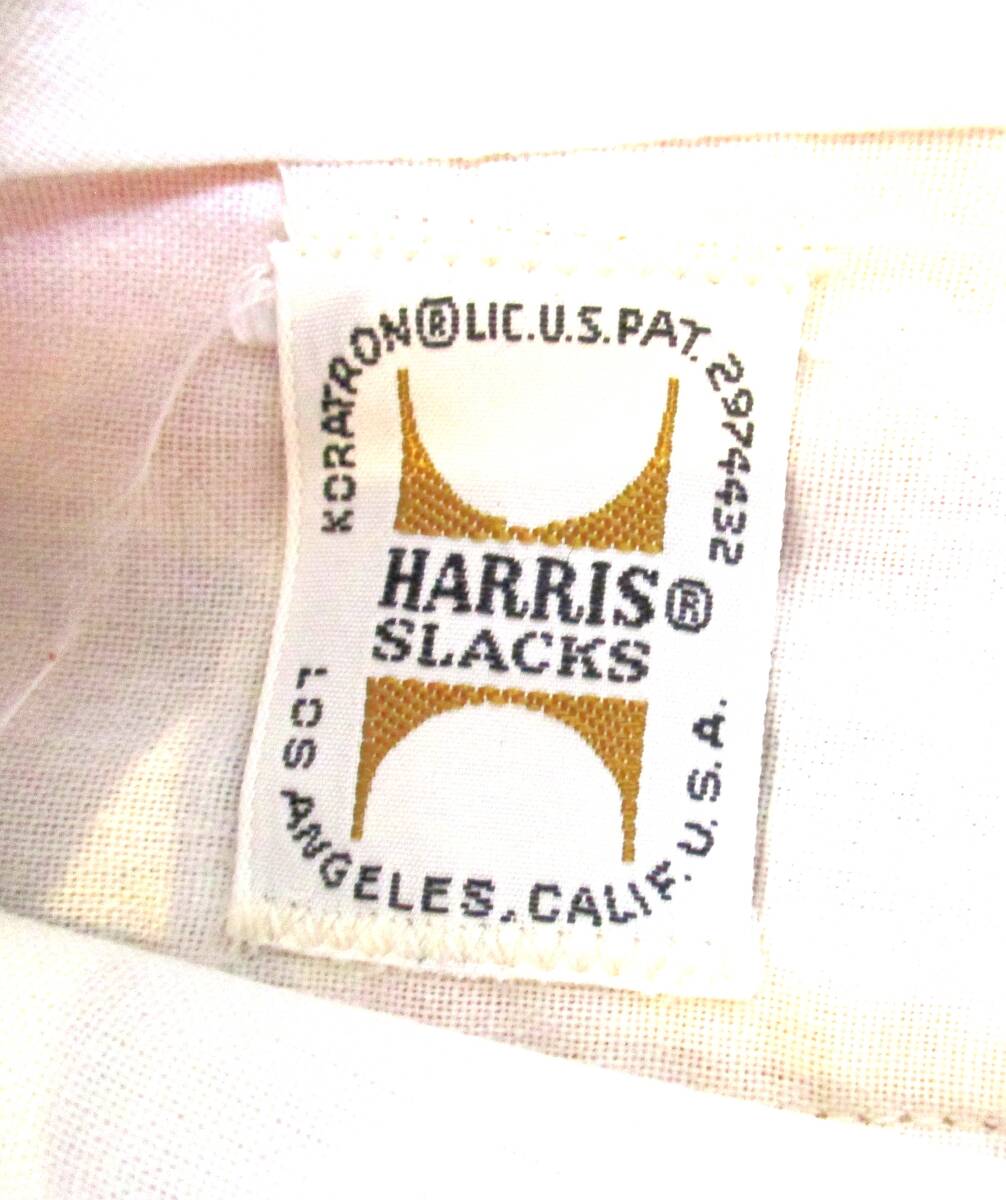 KORATRON® LIC. U.S. PAT. 2974432
HARRIS®
SLACKS
LOS ANGELES, CALIF. U.S.A.